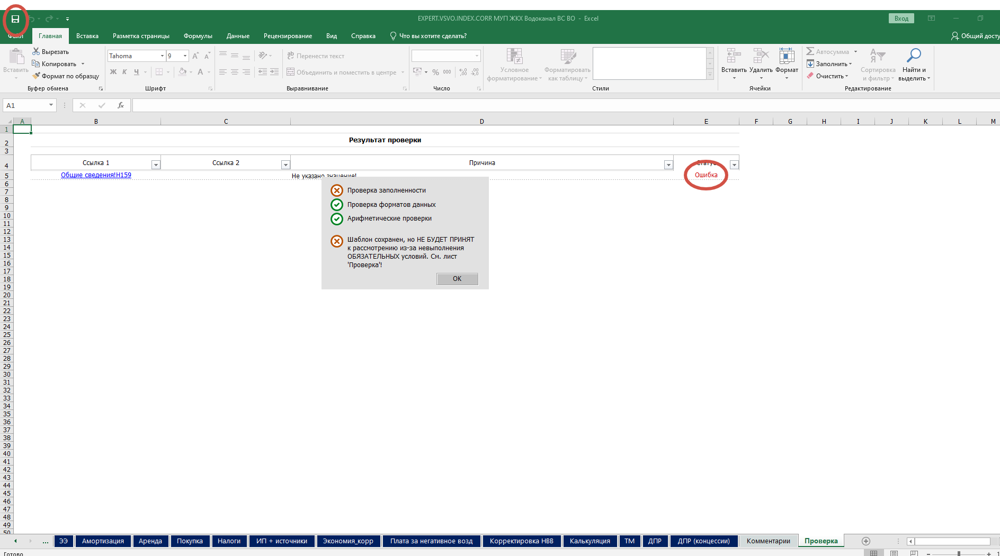 EXPERT.VSVO.INDEX.CORR МУП ЖКХ Водоканал ВС ВО - Excel
Вход
Файл Главная Вставка Разметка страницы Формулы Данные Рецензирование Вид Справка Что вы хотите сделать?
Вставить
Вырезать
Копировать
Формат по образцу
Буфер обмена
Tahoma 9
Ж К Ч
Шрифт
Перенести текст
Объединить и поместить в центре
Выравнивание
% 000
Число
Условное форматирование
Форматировать как таблицу
Стили
Вставить Удалить Формат
Ячейки
Автосумма
Заполнить
Очистить
Сортировка и фильтр
Найти и выделить
Редактирование
A1
fx
A B C D E F G H I J K L M
1
2 Результат проверки
3
4 Ссылка 1 Ссылка 2 Причина Статус
5 Общие сведения!H159 Не указано значение! Ошибка
6
7
8
9
10
11
12
13
14
15
16
17
18
19
20
21
22
23
24
25
26
27
28
29
30
31
32
33
34
35
36
37
38
39
40
41
42
43
44
45
46
47
48
49
50
Проверка заполненности
Проверка форматов данных
Арифметические проверки
Шаблон сохранен, но НЕ БУДЕТ ПРИНЯТ
к рассмотрению из-за невыполнения
ОБЯЗАТЕЛЬНЫХ условий. См. лист
'Проверка'!
OK
... ЭЭ Амортизация Аренда Покупка Налоги ИП + источники Экономия_корр Плата за негативное возд Корректировка НВВ Калькуляция ТМ ДПР ДПР (концессии) Комментарии Проверка
Готово